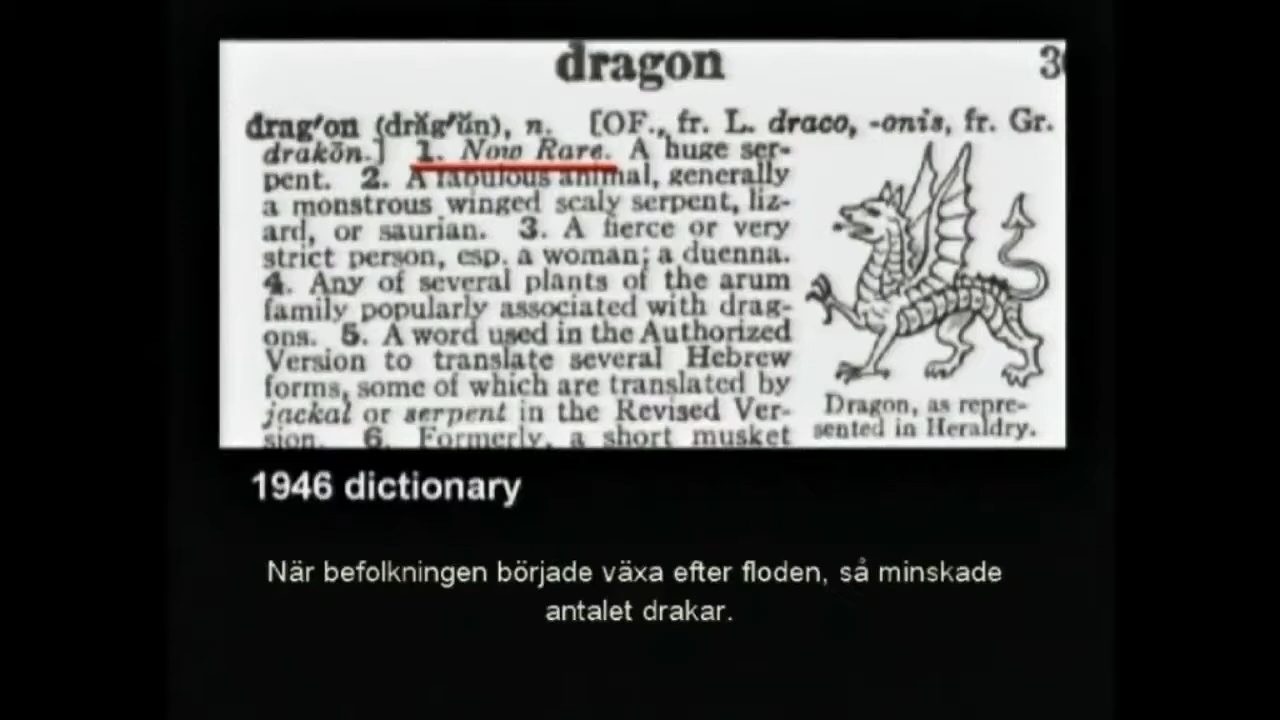 dragon
drag′on (drăg′ŭn), n. [OF., fr. L. draco, -onis, fr. Gr.
drakōn.] 1. Now Rare. A huge ser-
pent. 2. A fabulous animal, generally
a monstrous winged scaly serpent, liz-
ard, or saurian. 3. A fierce or very
strict person, esp. a woman; a duenna.
4. Any of several plants of the arum
family popularly associated with drag-
ons. 5. A word used in the Authorized
Version to translate several Hebrew
forms, some of which are translated by
jackal or serpent in the Revised Ver-
sion. 6. Formerly, a short musket
Dragon, as repre-
sented in Heraldry.
1946 dictionary
När befolkningen började växa efter floden, så minskade
antalet drakar.